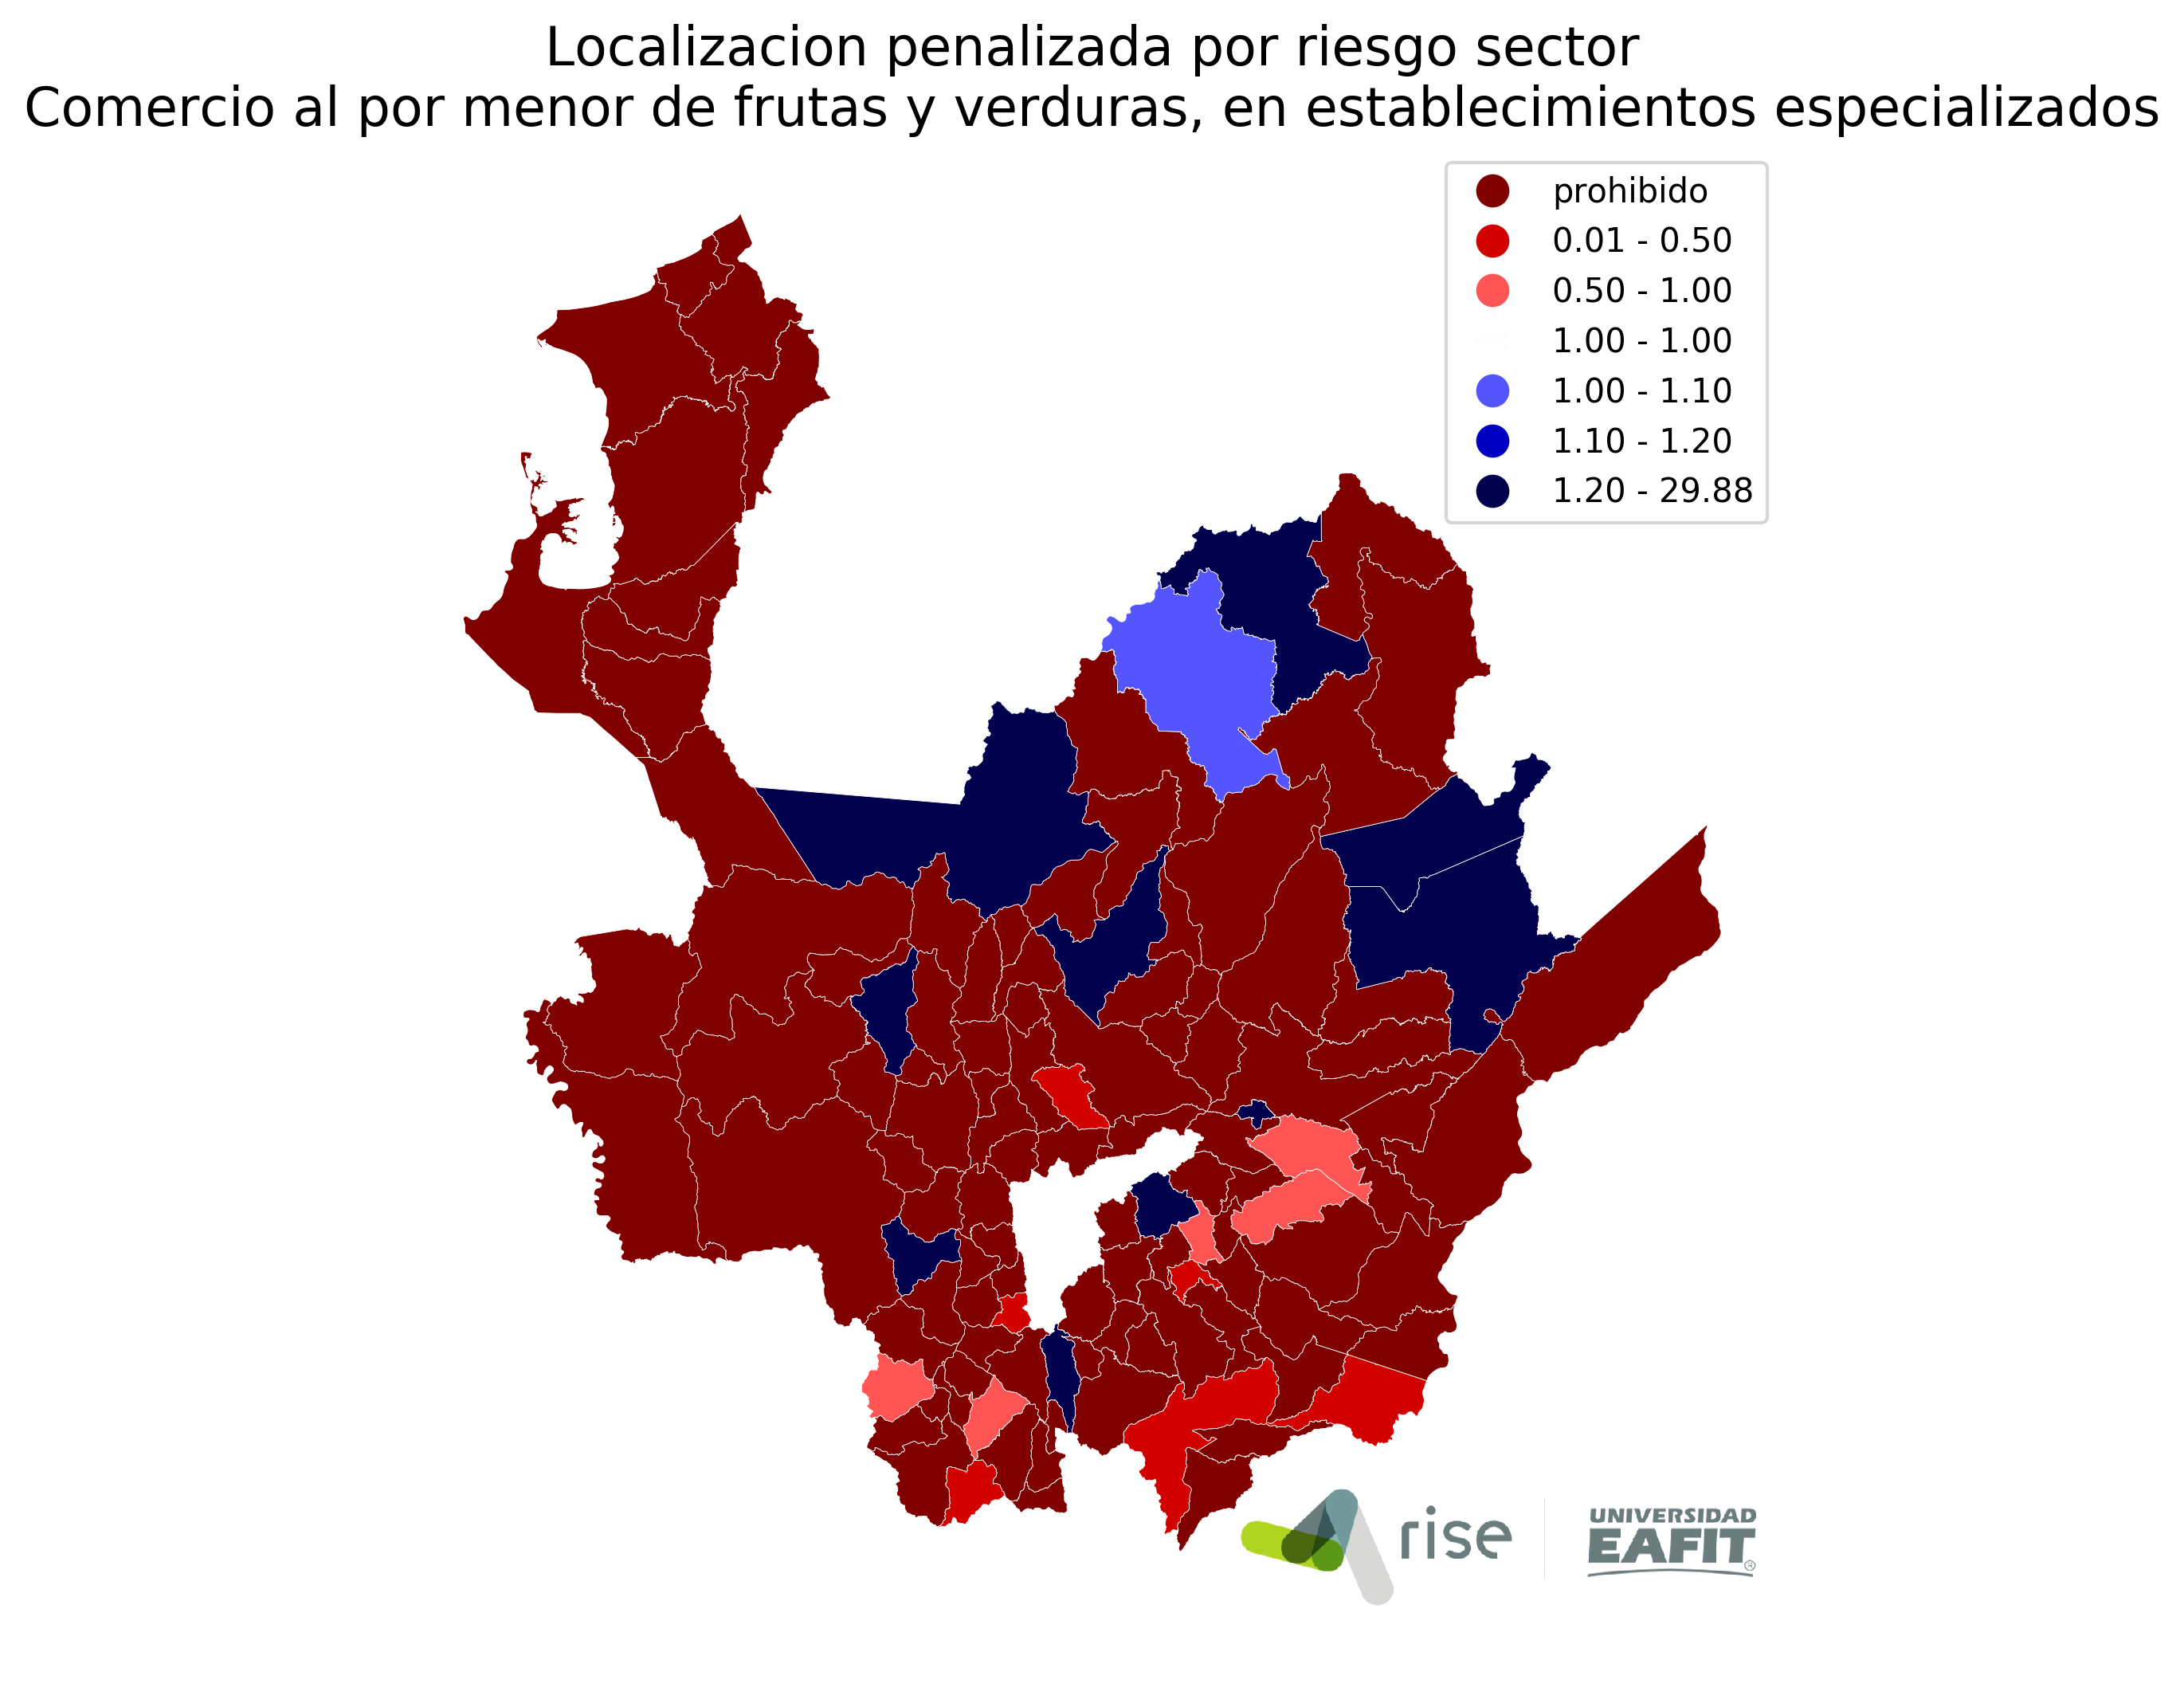 Localizacion penalizada por riesgo sector
Comercio al por menor de frutas y verduras, en establecimientos especializados
prohibido
0.01 - 0.50
0.50 - 1.00
1.00 - 1.00
1.00 - 1.10
1.10 - 1.20
1.20 - 29.88
rise
UNIVERSIDAD
EAFIT®